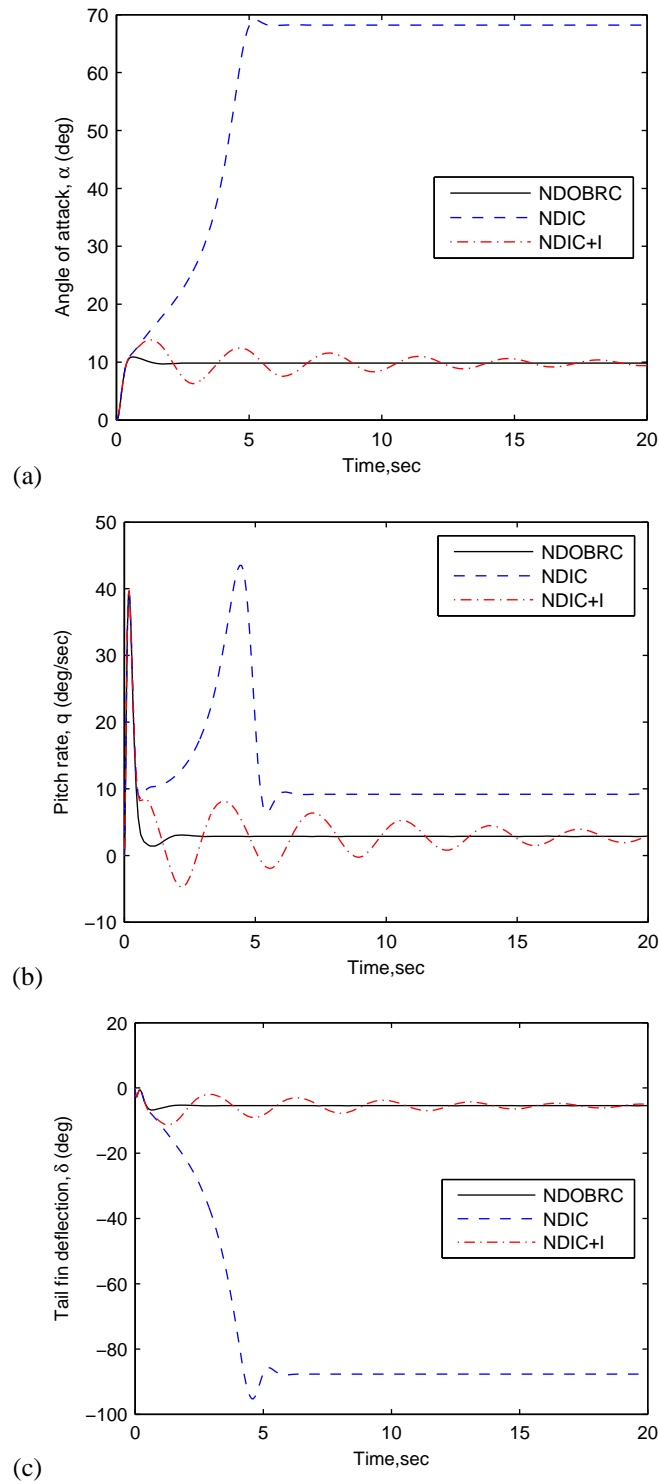 70
60
50
40
30
20
10
0
Angle of attack, α (deg)
NDOBRC
NDIC
NDIC+I
0 5 10 15 20
Time,sec
(a)
50
40
30
20
10
0
−10
Pitch rate, q (deg/sec)
NDOBRC
NDIC
NDIC+I
0 5 10 15 20
Time,sec
(b)
20
0
−20
−40
−60
−80
−100
Tail fin deflection, δ (deg)
NDOBRC
NDIC
NDIC+I
0 5 10 15 20
Time,sec
(c)